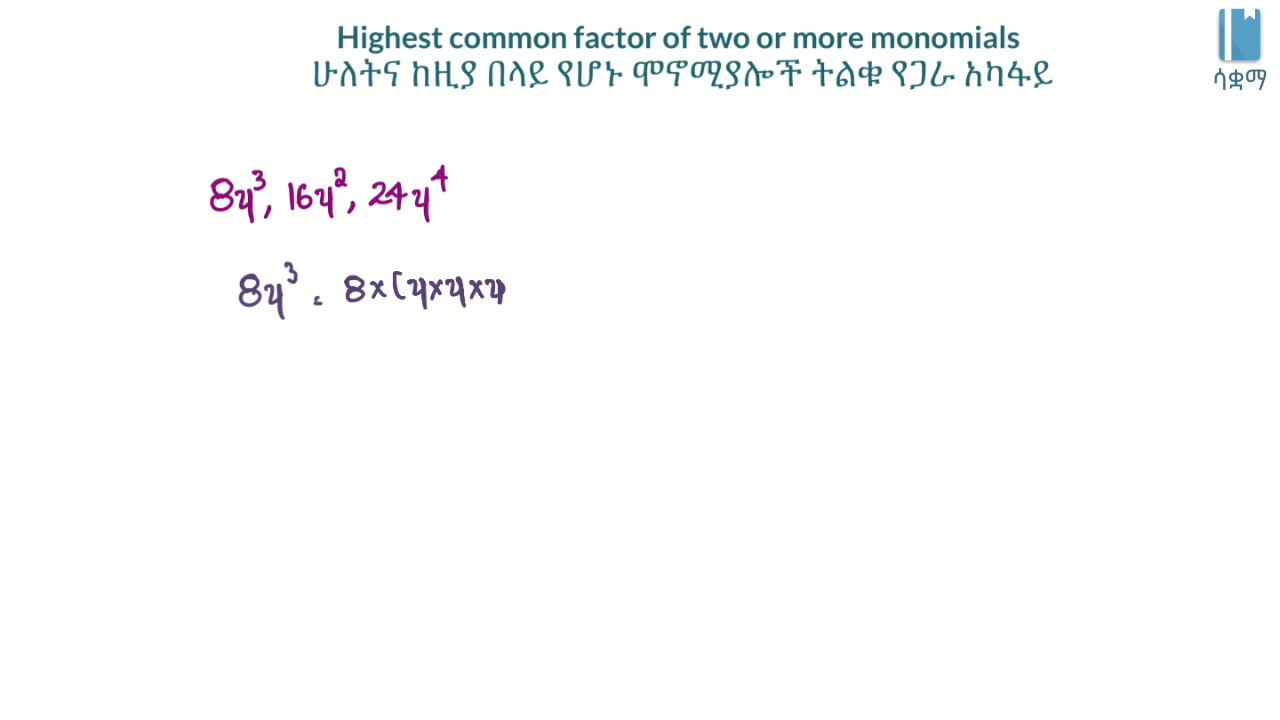 Highest common factor of two or more monomials
ሁለትና ከዚያ በላይ የሆኑ ሞኖሚያሎች ትልቁ የጋራ አካፋይ
ሳቋማ
8y³, 16y², 24y⁴
8y³ = 8×(y×y×y)